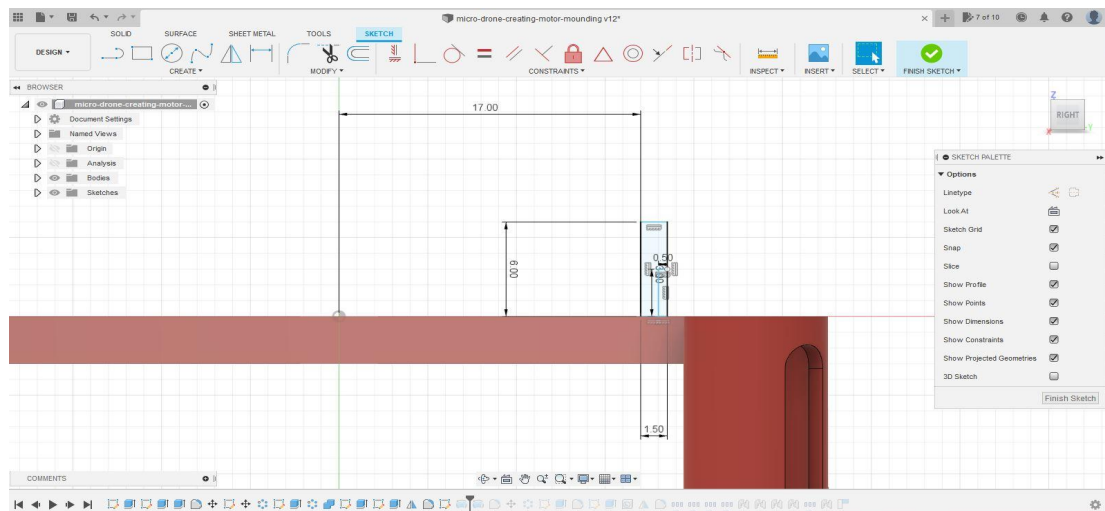 micro-drone-creating-motor-mounding v12*
7 of 10
SOLID SURFACE SHEET METAL TOOLS SKETCH
DESIGN
CREATE MODIFY CONSTRAINTS INSPECT INSERT SELECT FINISH SKETCH
BROWSER
micro-drone-creating-motor-...
Document Settings
Named Views
Origin
Analysis
Bodies
Sketches
17.00
6.00
0.50
3.00
1.50
Z
RIGHT
X
Y
SKETCH PALETTE
Options
Linetype
Look At
Sketch Grid
Snap
Slice
Show Profile
Show Points
Show Dimensions
Show Constraints
Show Projected Geometries
3D Sketch
Finish Sketch
COMMENTS